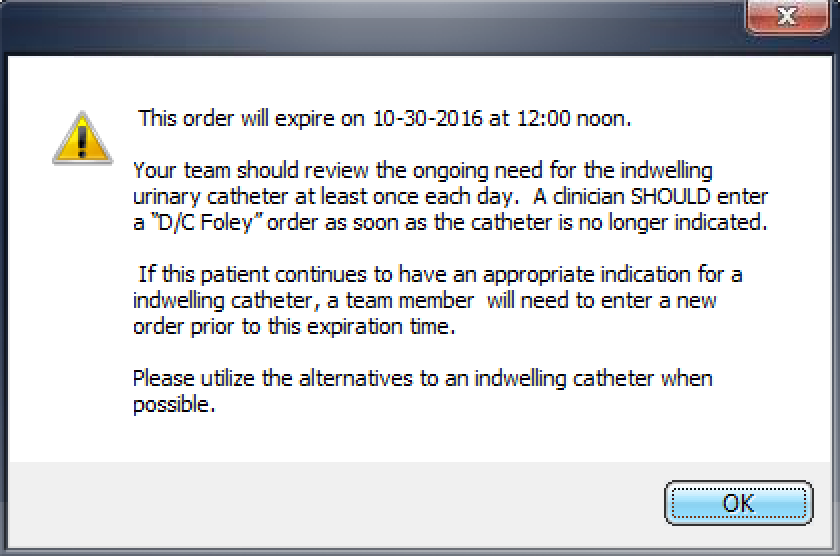 This order will expire on 10-30-2016 at 12:00 noon.
Your team should review the ongoing need for the indwelling
urinary catheter at least once each day.  A clinician SHOULD enter
a "D/C Foley" order as soon as the catheter is no longer indicated.
If this patient continues to have an appropriate indication for a
indwelling catheter, a team member  will need to enter a new
order prior to this expiration time.
Please utilize the alternatives to an indwelling catheter when
possible.
OK